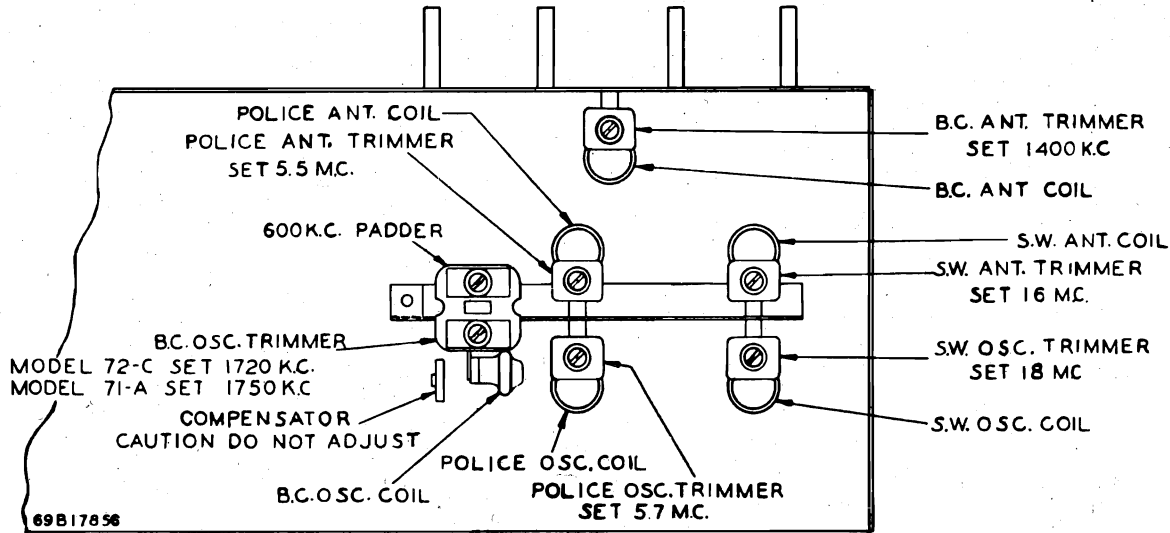 POLICE ANT. COIL
POLICE ANT. TRIMMER
SET 5.5 M.C.
600K.C. PADDER
B.C. OSC. TRIMMER
MODEL 72-C SET 1720 K.C.
MODEL 71-A SET 1750 K.C
COMPENSATOR
CAUTION DO NOT ADJUST
B.C. OSC. COIL
POLICE OSC. COIL
POLICE OSC. TRIMMER
SET 5.7 M.C.
B.C. ANT. TRIMMER
SET 1400 K.C
B.C. ANT COIL
S.W. ANT. COIL
S.W. ANT. TRIMMER
SET 16 M.C.
S.W. OSC. TRIMMER
SET 18 MC
S.W. OSC. COIL
69B17856